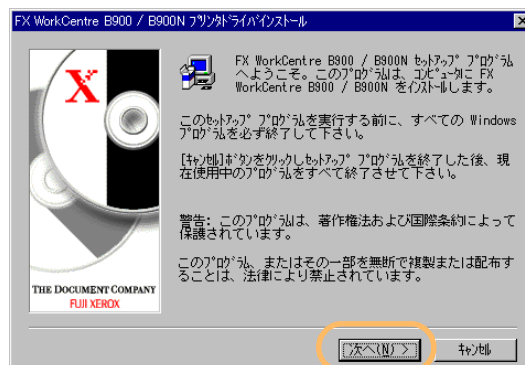 FX WorkCentre B900 / B900N ﾌﾟﾘﾝﾀﾄﾞﾗｲﾊﾞｲﾝｽﾄｰﾙ
X
FX WorkCentre B900 / B900N ｾｯﾄｱｯﾌﾟ ﾌﾟﾛｸﾞﾗﾑ
へようこそ。このﾌﾟﾛｸﾞﾗﾑは、ｺﾝﾋﾟｭｰﾀに FX
WorkCentre B900 / B900N をｲﾝｽﾄｰﾙします。
このｾｯﾄｱｯﾌﾟ ﾌﾟﾛｸﾞﾗﾑを実行する前に、すべての Windows
ﾌﾟﾛｸﾞﾗﾑを必ず終了して下さい。
[ｷｬﾝｾﾙ]ﾎﾞﾀﾝをｸﾘｯｸしｾｯﾄｱｯﾌﾟ ﾌﾟﾛｸﾞﾗﾑを終了した後、現
在使用中のﾌﾟﾛｸﾞﾗﾑをすべて終了させて下さい。
警告: このﾌﾟﾛｸﾞﾗﾑは、著作権法および国際条約によって
保護されています。
このﾌﾟﾛｸﾞﾗﾑ、またはその一部を無断で複製または配布す
ることは、法律により禁止されています。
THE DOCUMENT COMPANY
FUJI XEROX
次へ(N) >
ｷｬﾝｾﾙ